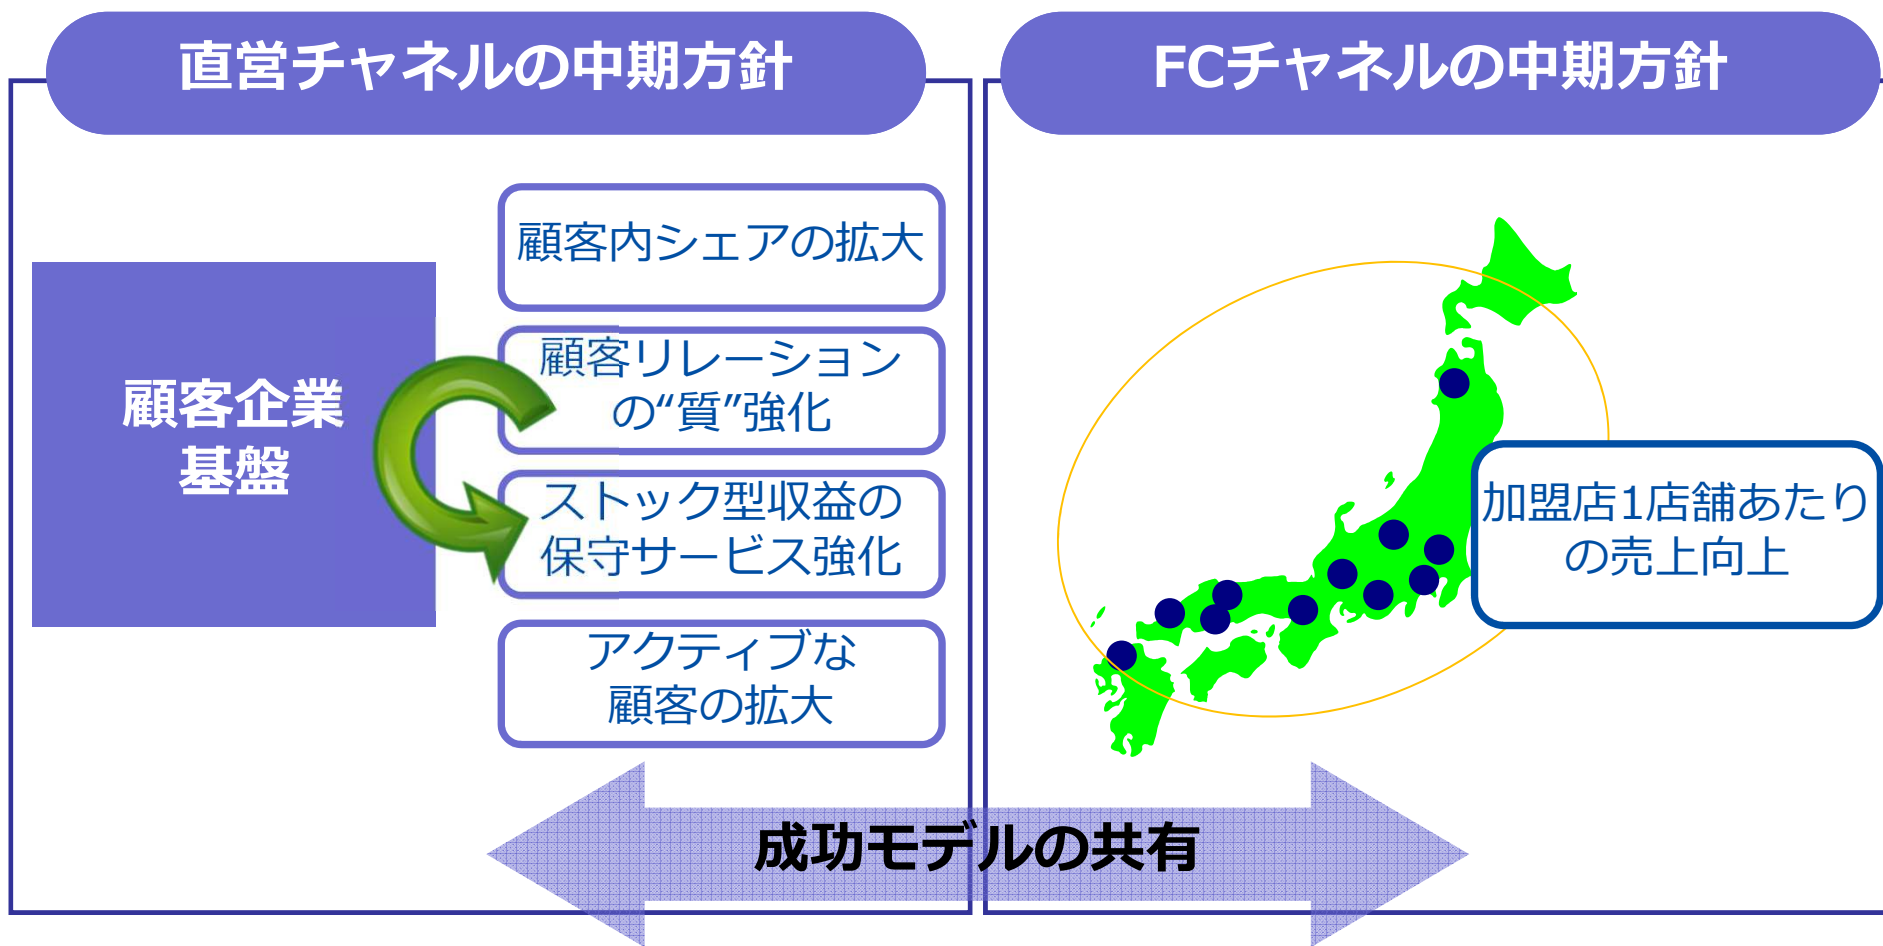 直営チャネルの中期方針
顧客企業
基盤
顧客内シェアの拡大
顧客リレーション
の“質”強化
ストック型収益の
保守サービス強化
アクティブな
顧客の拡大
FCチャネルの中期方針
加盟店1店舗あたり
の売上向上
成功モデルの共有